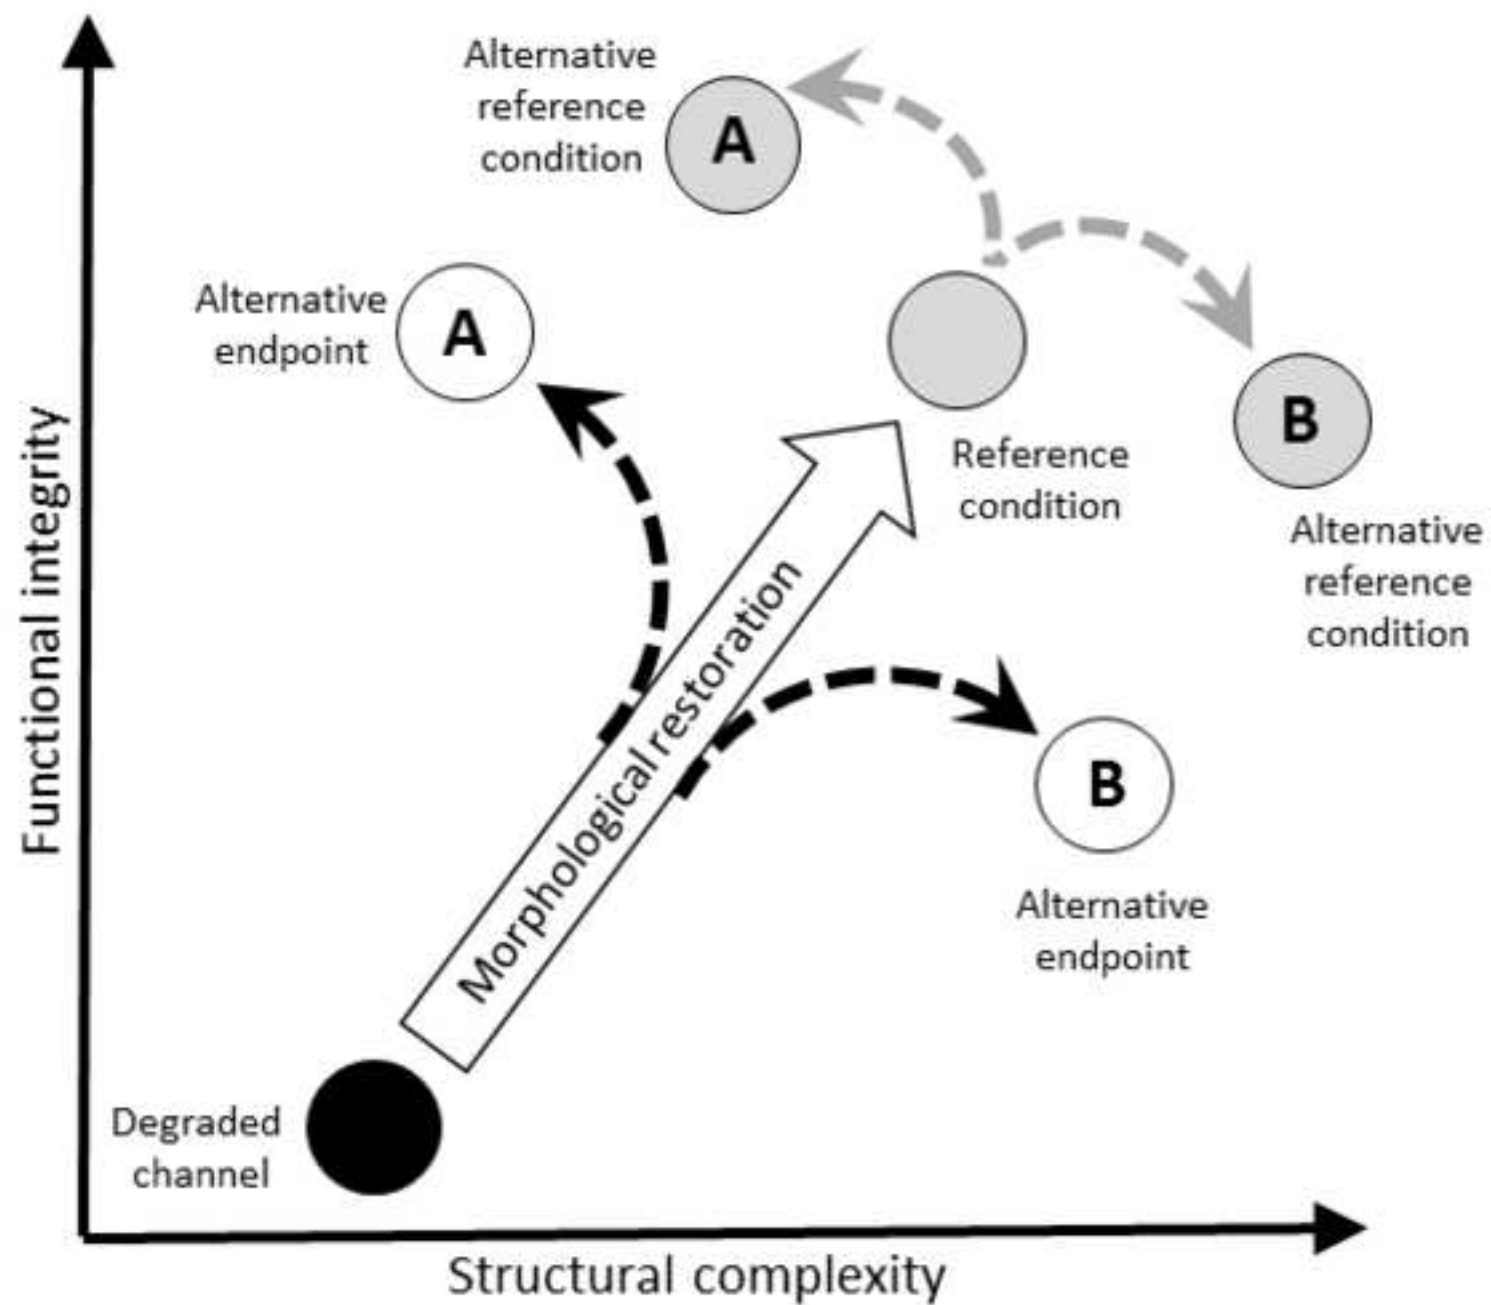 Alternative
reference
condition
A
Alternative
endpoint
A
B
Reference
condition
Alternative
reference
condition
Functional integrity
Morphological restoration
B
Alternative
endpoint
Degraded
channel
Structural complexity